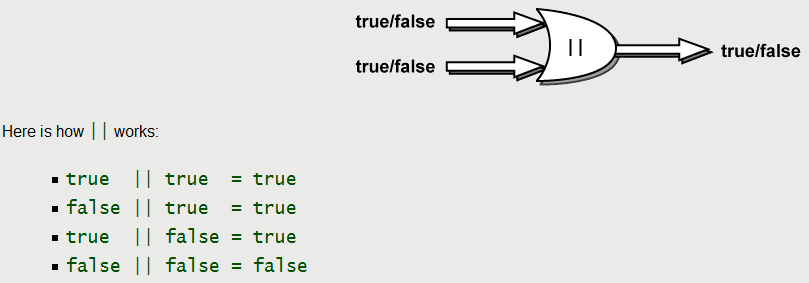 true/false
true/false
||
true/false
Here is how || works:
▪ true  || true  = true
▪ false || true  = true
▪ true  || false = true
▪ false || false = false